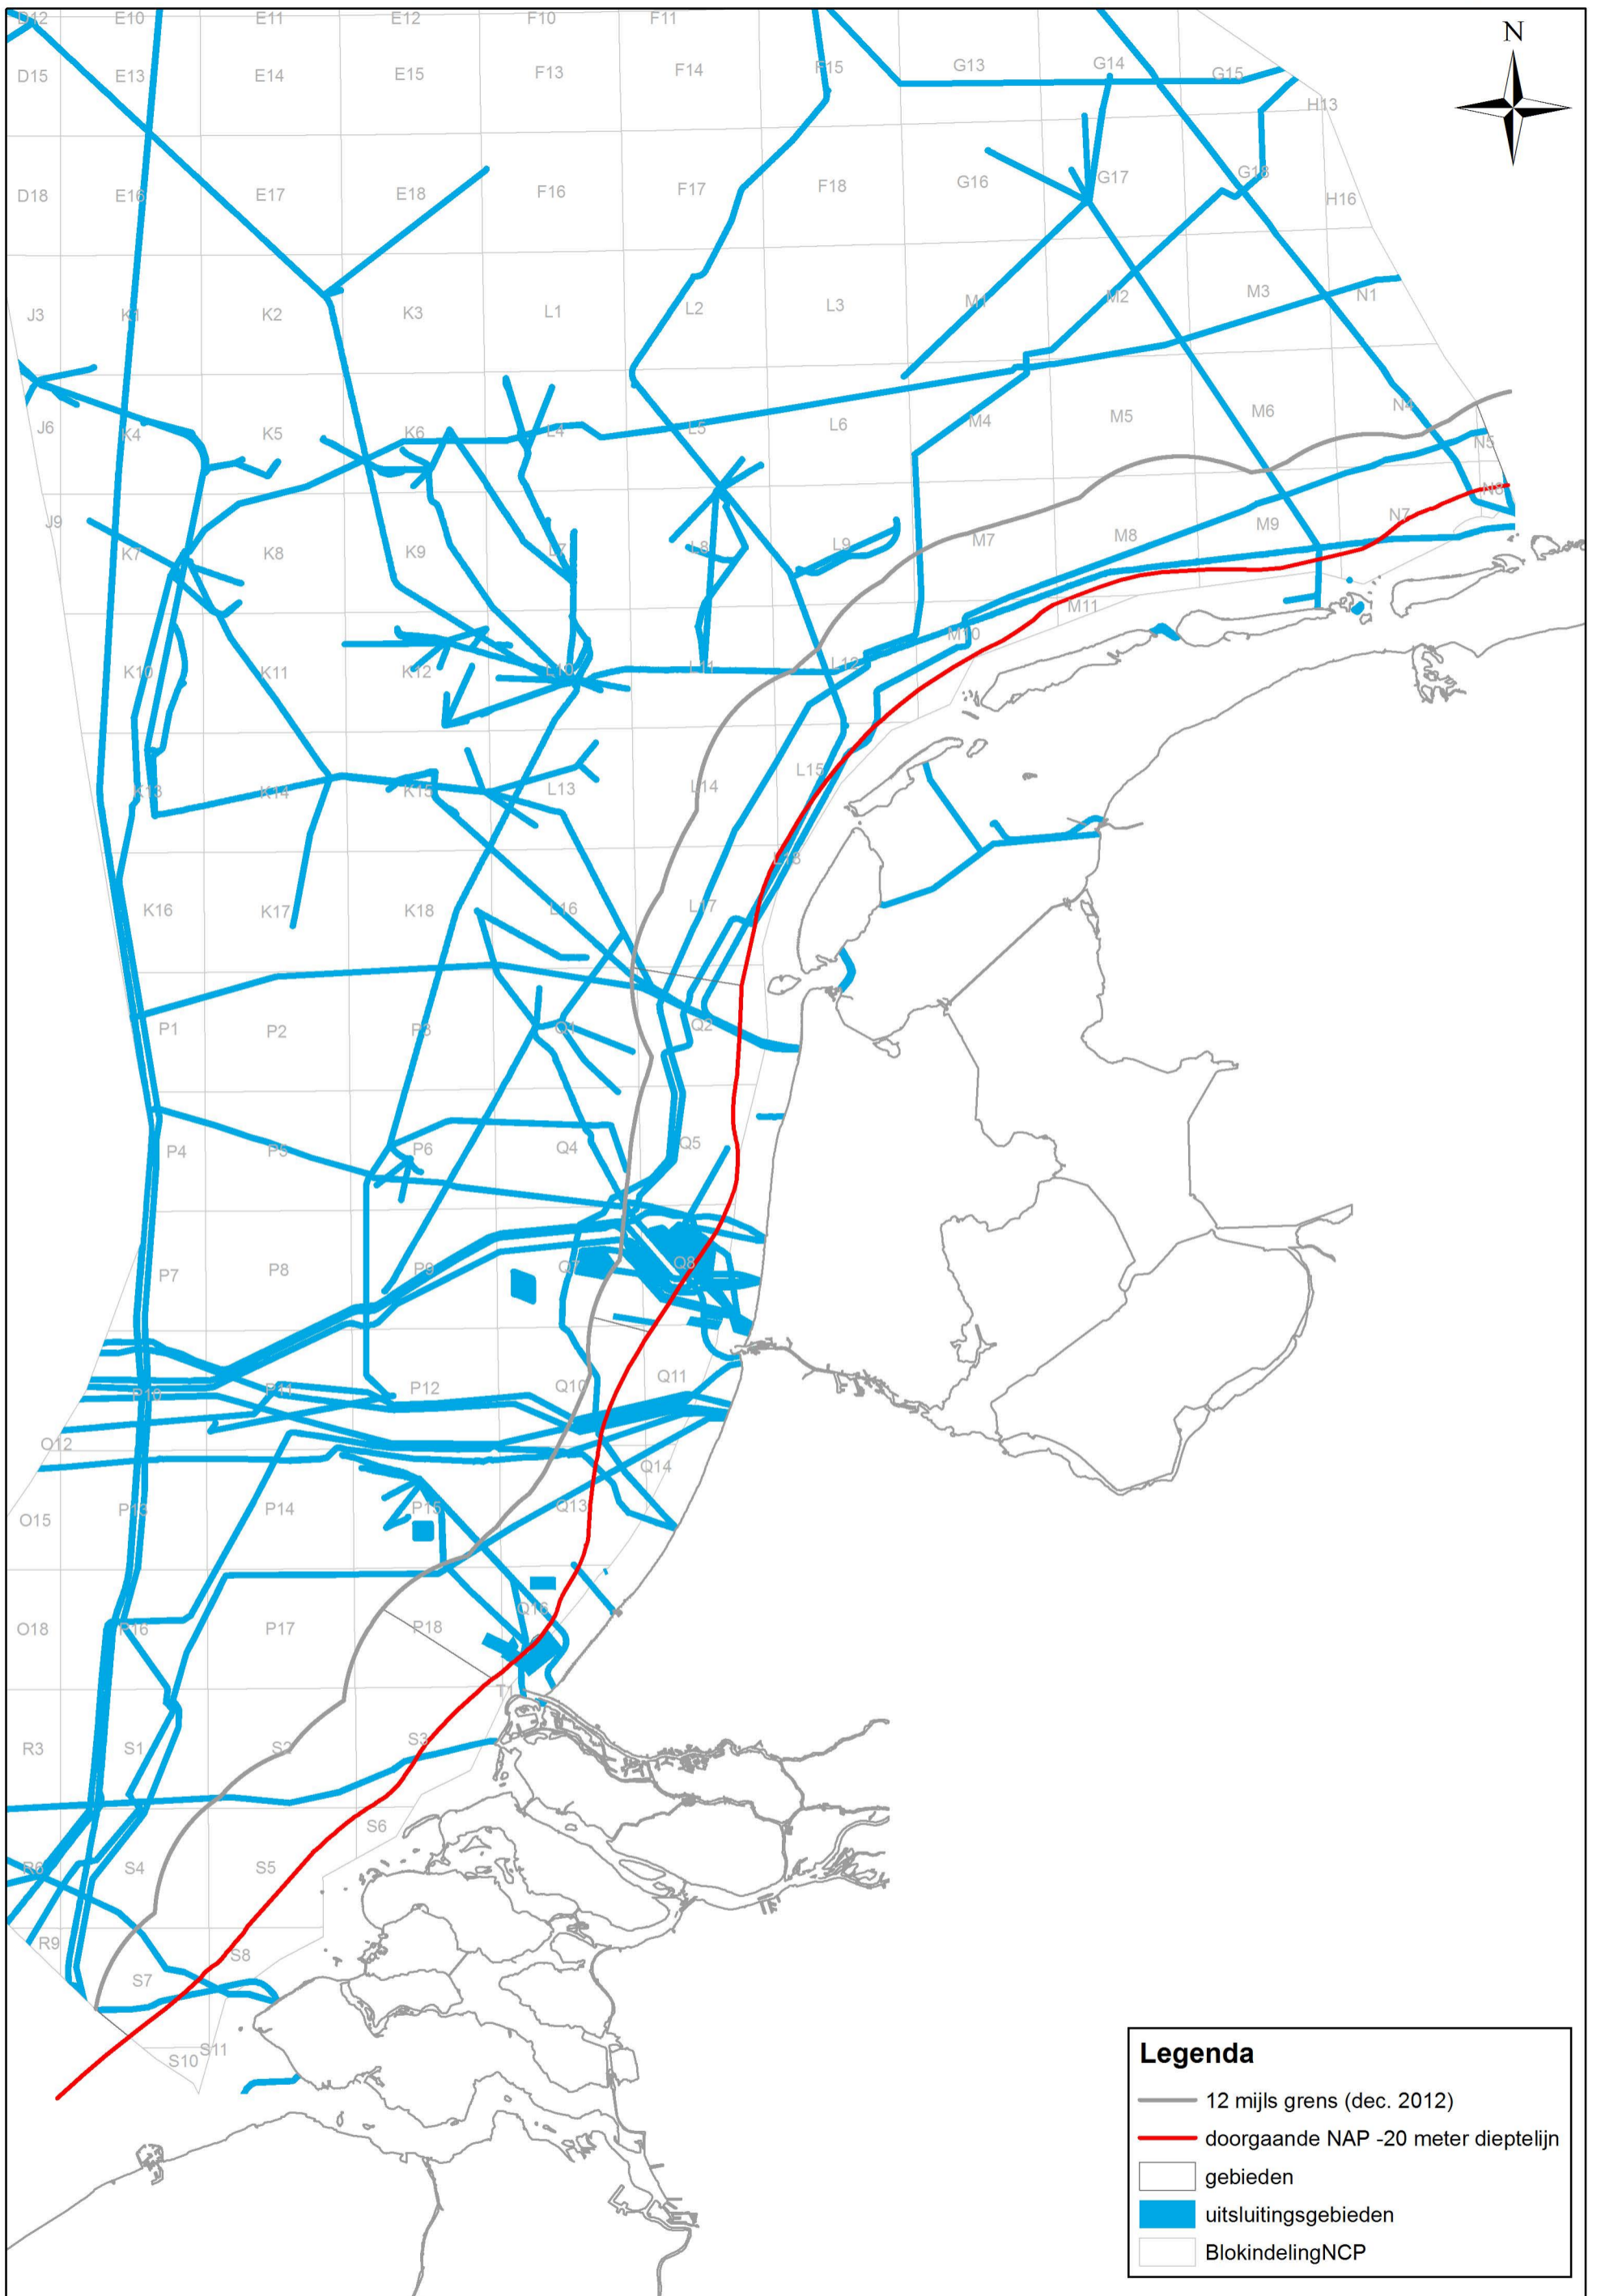 D12 E10 E11 E12 F10 F11
N
D15 E13 E14 E15 F13 F14 F15 G13 G14 G15
H13
D18 E16 E17 E18 F16 F17 F18 G16 G17 G18
H16
J3 K1 K2 K3 L1 L2 L3 M1 M2 M3 N1
J6 K4 K5 K6 L4 L5 L6 M4 M5 M6 N4
N5
J9 K7 K8 K9 L7 L8 L9 M7 M8 M9 N7 N8
K10 K11 K12 L10 L11 L12 M10 M11
K13 K14 K15 L13 L14 L15
K16 K17 K18 L16 L17 L18
P1 P2 P3 Q1 Q2
P4 P5 P6 Q4 Q5
P7 P8 P9 Q7 Q8
P10 P11 P12 Q10 Q11
O12
O15 P13 P14 P15 Q13 Q14
O18 P16 P17 P18 Q16
T1
R3 S1 S2 S3
R6 S4 S5 S6
R9 S7 S8
S10 S11
Legenda
12 mijls grens (dec. 2012)
doorgaande NAP -20 meter dieptelijn
gebieden
uitsluitingsgebieden
BlokindelingNCP